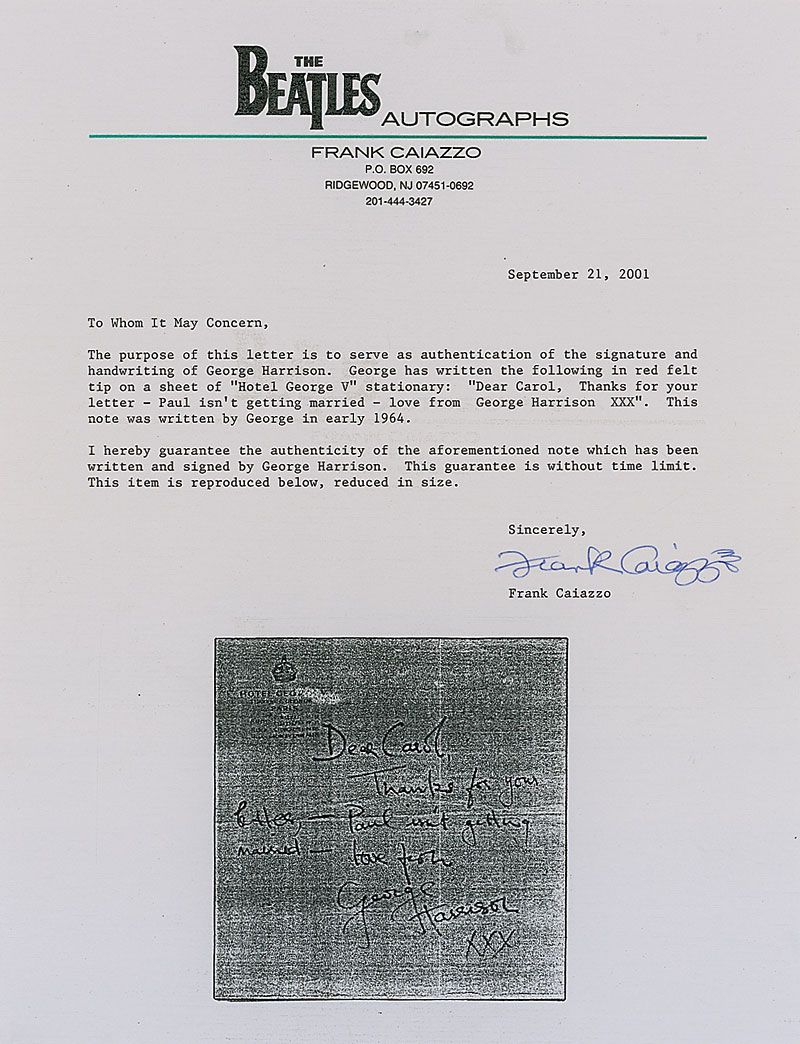 THE
BEATLES AUTOGRAPHS
FRANK CAIAZZO
P.O. BOX 692
RIDGEWOOD, NJ 07451-0692
201-444-3427
September 21, 2001
To Whom It May Concern,
The purpose of this letter is to serve as authentication of the signature and
handwriting of George Harrison. George has written the following in red felt
tip on a sheet of "Hotel George V" stationary: "Dear Carol, Thanks for your
letter - Paul isn't getting married - love from George Harrison XXX". This
note was written by George in early 1964.
I hereby guarantee the authenticity of the aforementioned note which has been
written and signed by George Harrison. This guarantee is without time limit.
This item is reproduced below, reduced in size.
Sincerely,
Frank Caiazzo
Frank Caiazzo
HOTEL GEO
Dear Carol,
Thanks for your
letter — Paul isn't getting
married — love from
George
Harrison
XXX